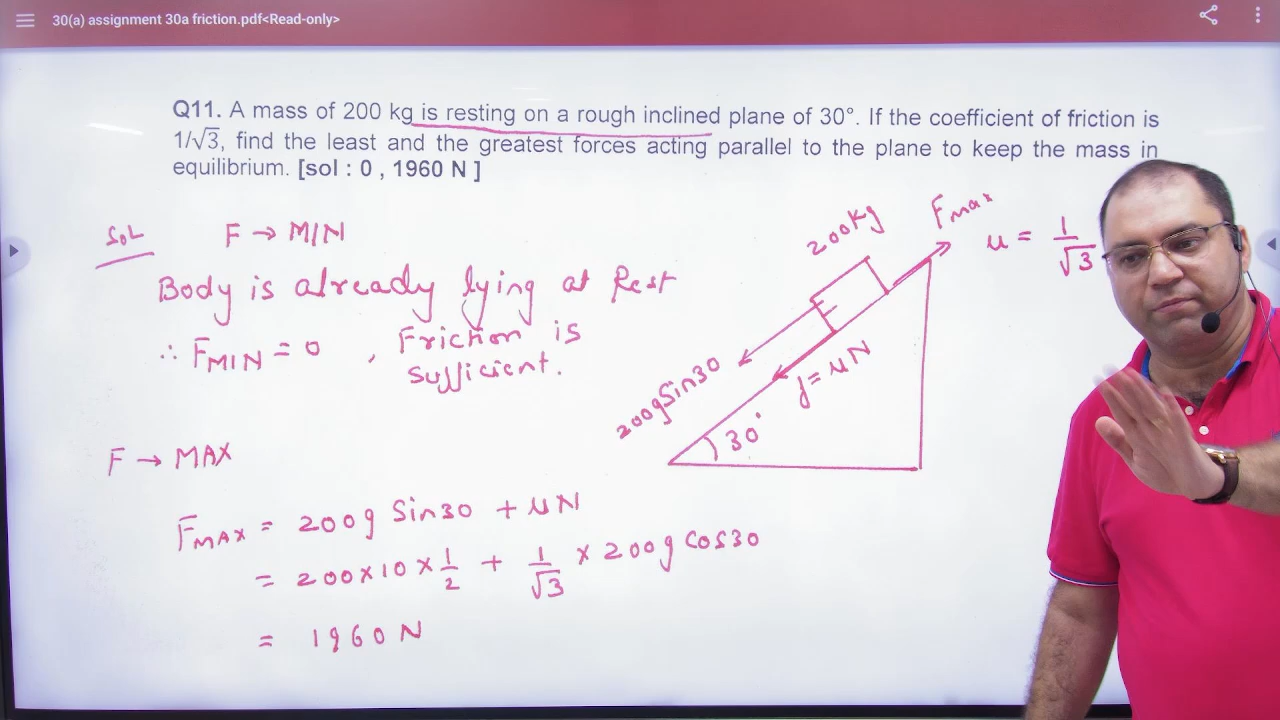 30(a) assignment 30a friction.pdf<Read-only>
Q11. A mass of 200 kg is resting on a rough inclined plane of 30°. If the coefficient of friction is
1/√3, find the least and the greatest forces acting parallel to the plane to keep the mass in
equilibrium. [sol : 0 , 1960 N ]
Sol
F → MIN
Body is already lying at Rest
∴ FMIN = 0 , Friction is
sufficient.
F → MAX
FMAX = 200g Sin30 + μN
= 200×10×1/2 + 1/√3 × 200g cos30
= 1960 N
200kg
Fmax
μ = 1/√3
200gSin30
f=μN
30°